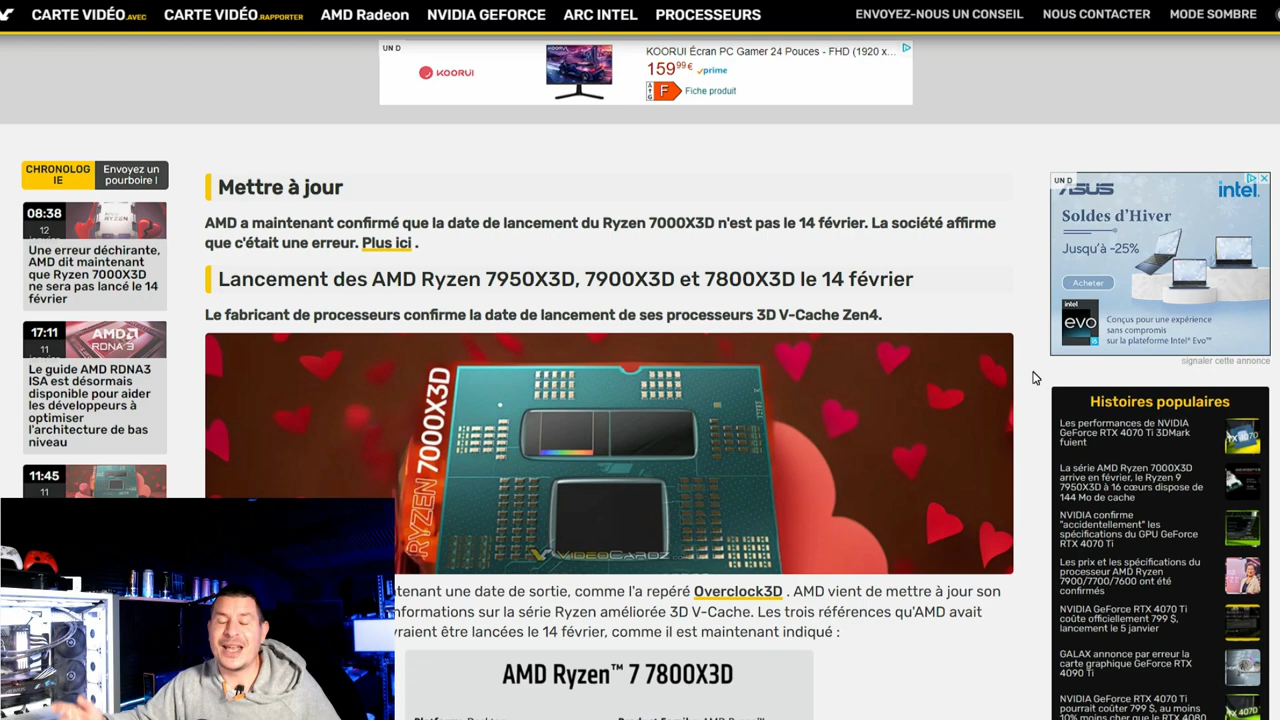 CARTE VIDÉO.AVEC
CARTE VIDÉO.RAPPORTER
AMD Radeon
NVIDIA GEFORCE
ARC INTEL
PROCESSEURS
ENVOYEZ-NOUS UN CONSEIL
NOUS CONTACTER
MODE SOMBRE
UN D
KOORUI
KOORUI Écran PC Gamer 24 Pouces - FHD (1920 x...
159,99€ prime
F
Fiche produit
CHRONOLOG
IE
Envoyez un
pourboire !
08:38
12
Une erreur déchirante,
AMD dit maintenant
que Ryzen 7000X3D
ne sera pas lancé le 14
février
17:11
11
AMD
RDNA 3
Le guide AMD RDNA3
ISA est désormais
disponible pour aider
les développeurs à
optimiser
l'architecture de bas
niveau
11:45
11
Mettre à jour
AMD a maintenant confirmé que la date de lancement du Ryzen 7000X3D n'est pas le 14 février. La société affirme
que c'était une erreur. Plus ici .
Lancement des AMD Ryzen 7950X3D, 7900X3D et 7800X3D le 14 février
Le fabricant de processeurs confirme la date de lancement de ses processeurs 3D V-Cache Zen4.
RYZEN 7000X3D
VIDEOCARDZ
tenant une date de sortie, comme l'a repéré Overclock3D . AMD vient de mettre à jour son
nformations sur la série Ryzen améliorée 3D V-Cache. Les trois références qu'AMD avait
vraient être lancées le 14 février, comme il est maintenant indiqué :
AMD Ryzen™ 7 7800X3D
UN D
ASUS
intel.
Soldes d'Hiver
Jusqu'à -25%
Acheter
intel
evo
Conçus pour une expérience
sans compromis
sur la plateforme Intel® Evo™
signaler cette annonce
Histoires populaires
Les performances de NVIDIA
GeForce RTX 4070 Ti 3DMark
fuient
La série AMD Ryzen 7000X3D
arrive en février, le Ryzen 9
7950X3D à 16 cœurs dispose de
144 Mo de cache
NVIDIA confirme
"accidentellement" les
spécifications du GPU GeForce
RTX 4070 Ti
Les prix et les spécifications du
processeur AMD Ryzen
7900/7700/7600 ont été
confirmés
NVIDIA GeForce RTX 4070 Ti
coûte officiellement 799 $,
lancement le 5 janvier
GALAX annonce par erreur la
carte graphique GeForce RTX
4090 Ti
NVIDIA GeForce RTX 4070 Ti
pourrait coûter 799 $, au moins
10% moins cher que le RTX 4080